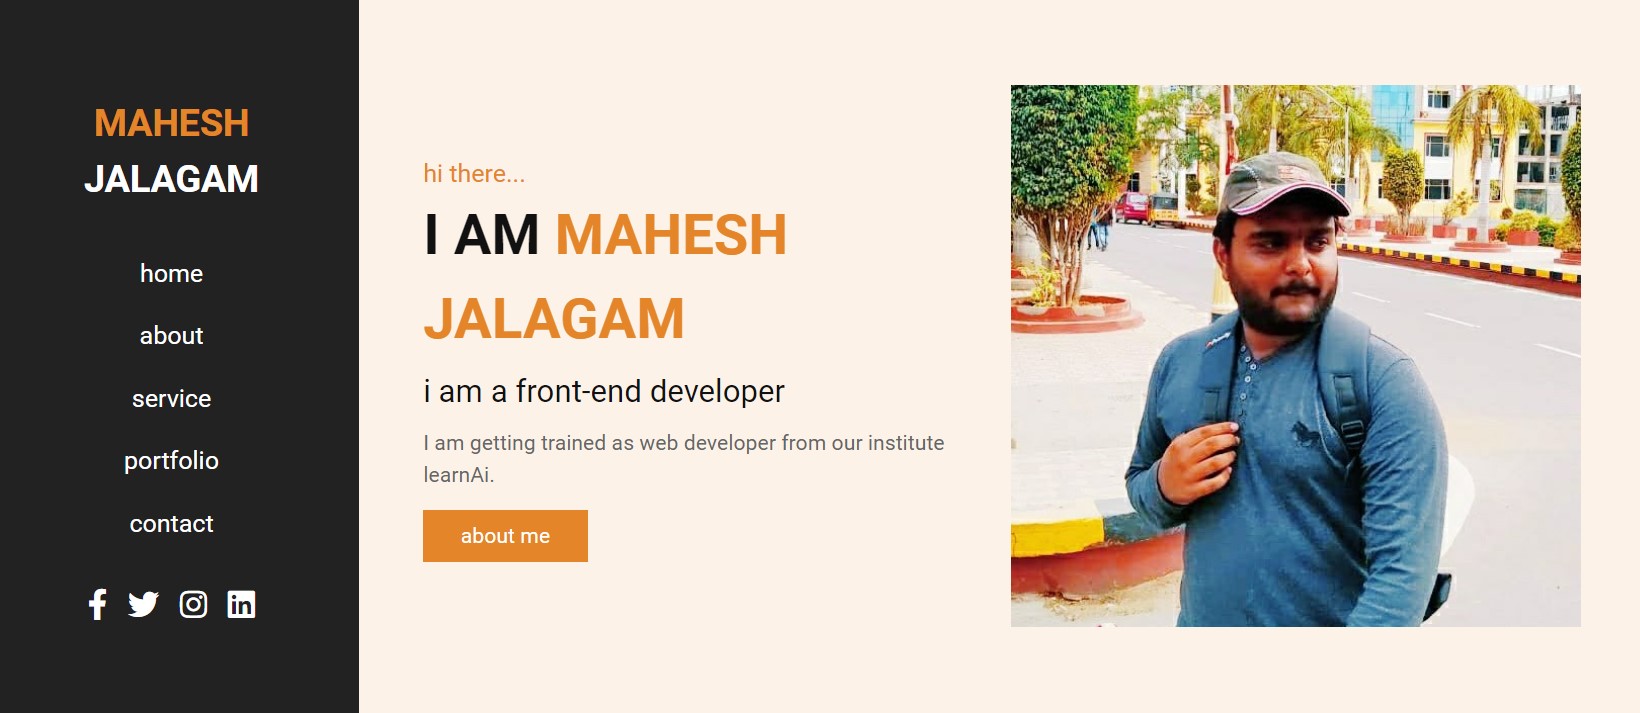 MAHESH
JALAGAM
home
about
service
portfolio
contact
hi there...
I AM MAHESH
JALAGAM
i am a front-end developer
I am getting trained as web developer from our institute
learnAi.
about me